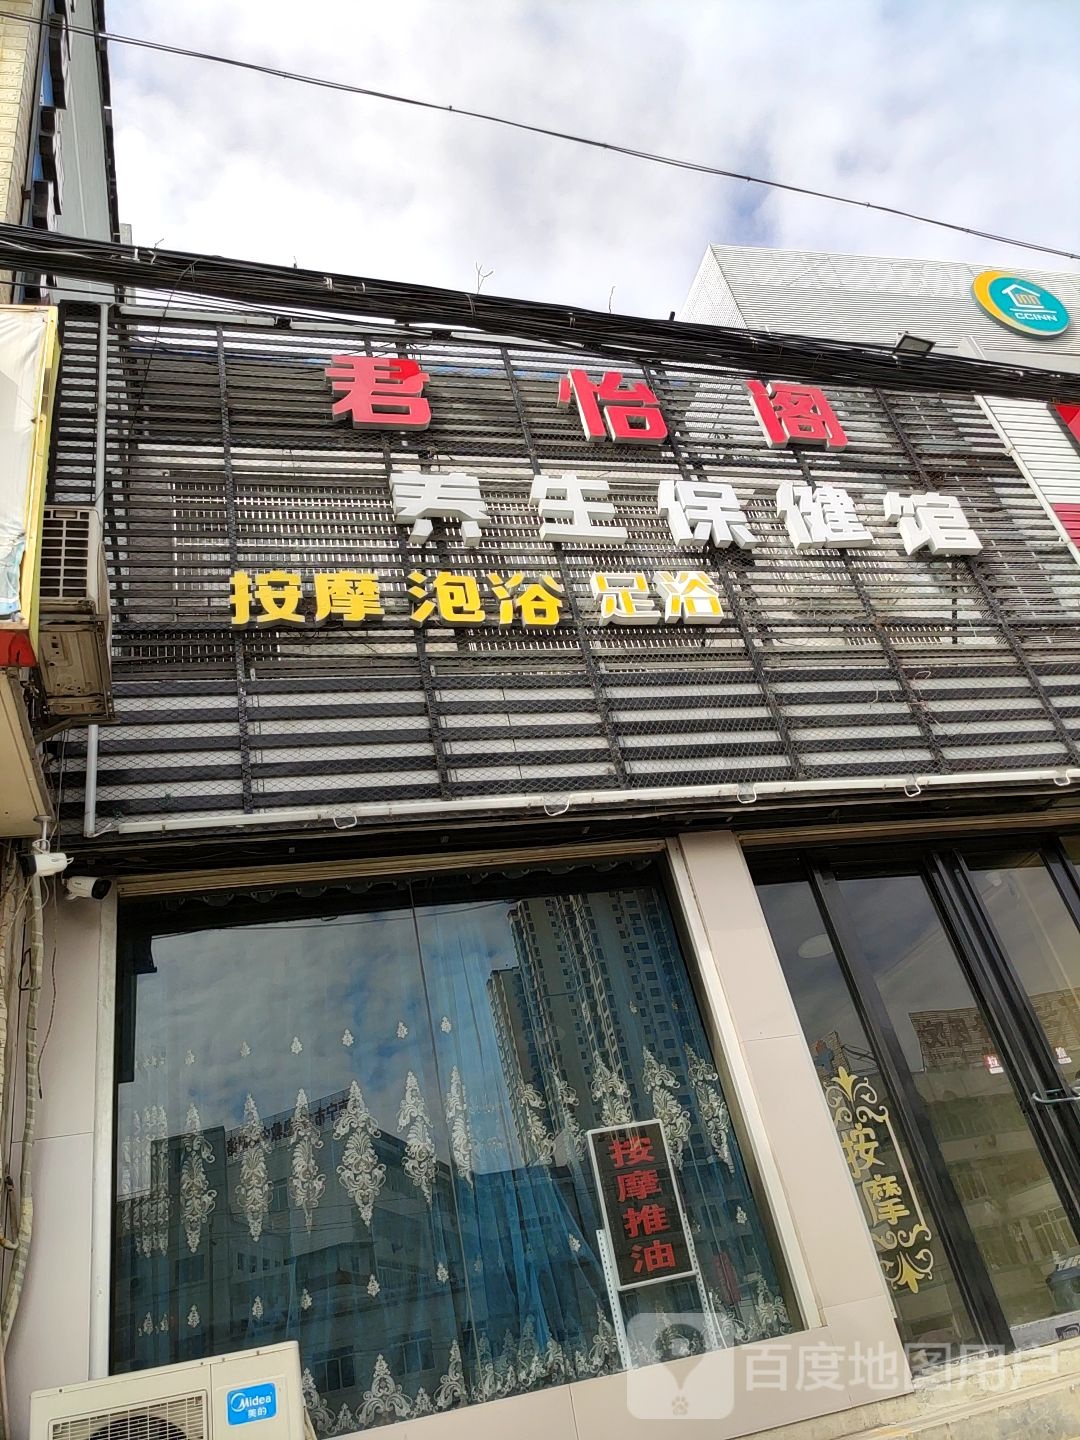 INN
CCINN
君怡阁
养生保健馆
按摩 泡浴 足浴
按摩推油
按摩
Midea
美的
百度地图用户